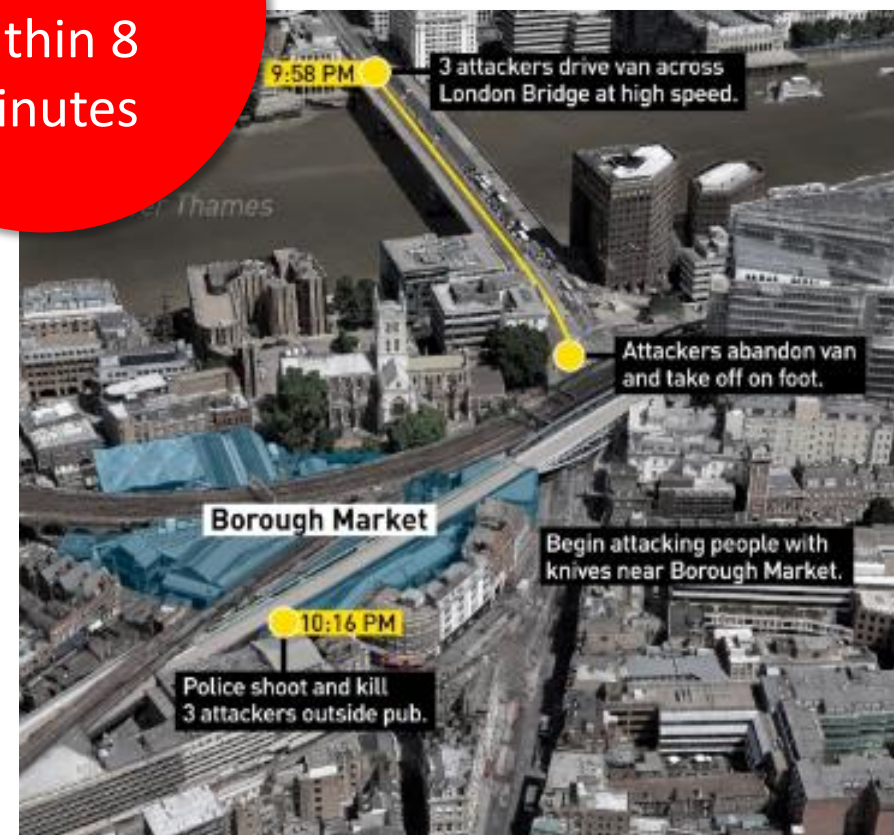 thin 8
inutes
9:58 PM
3 attackers drive van across
London Bridge at high speed.
Thames
Attackers abandon van
and take off on foot.
Borough Market
Begin attacking people with
knives near Borough Market.
10:16 PM
Police shoot and kill
3 attackers outside pub.